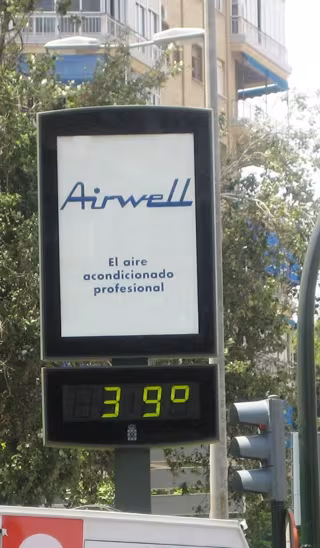 Airwell
El aire
acondicionado
profesional
39º